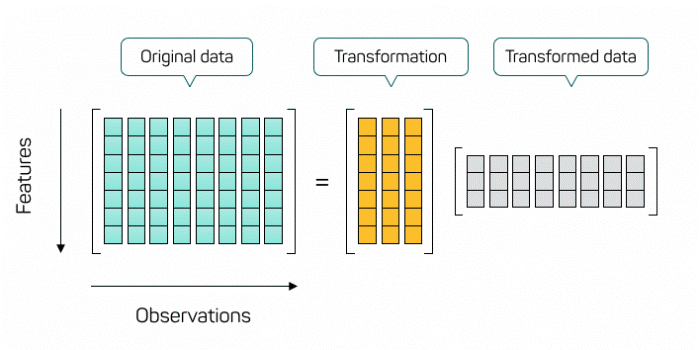 Original data
Transformation
Transformed data
Features
=
Observations